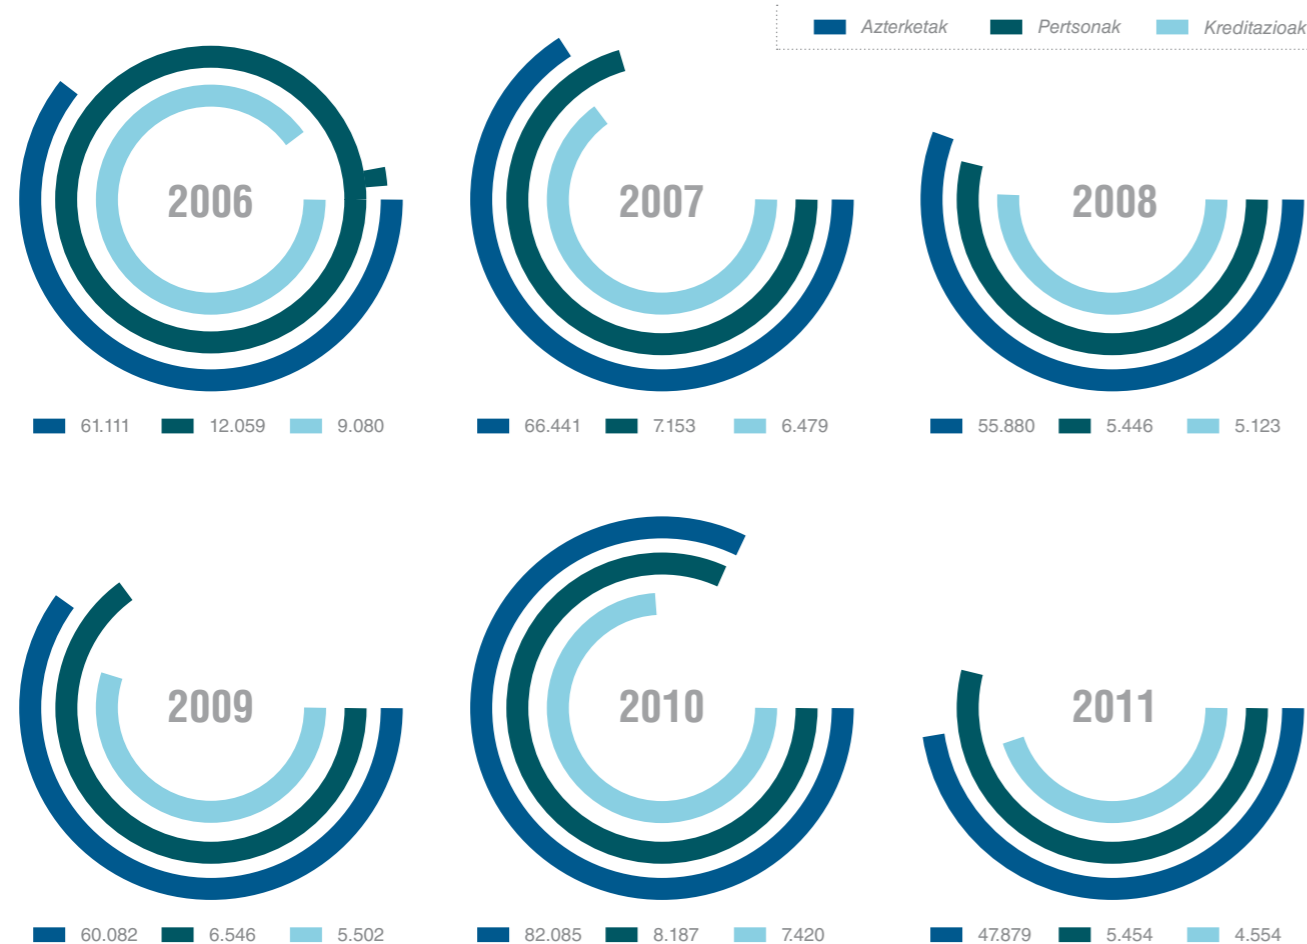 Azterketak Pertsonak Kreditazioak
2006 2007 2008
61.111 12.059 9.080 66.441 7.153 6.479 55.880 5.446 5.123
2009 2010 2011
60.082 6.546 5.502 82.085 8.187 7.420 47.879 5.454 4.554